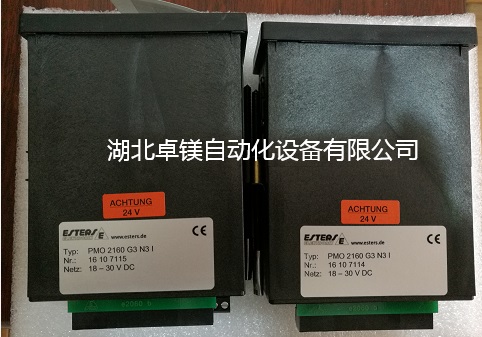 湖北卓镁自动化设备有限公司
ACHTUNG
24 V
ESTERS
ELEKTRONIK
www.esters.de
CE
Typ: PMO 2160 G3 N3 I
Nr.: 16 10 7115
Netz: 18 – 30 V DC
ACHTUNG
24 V
ESTERS
ELEKTRONIK
www.esters.de
CE
Typ: PMO 2160 G3 N3 I
Nr.: 16 10 7114
Netz: 18 – 30 V DC